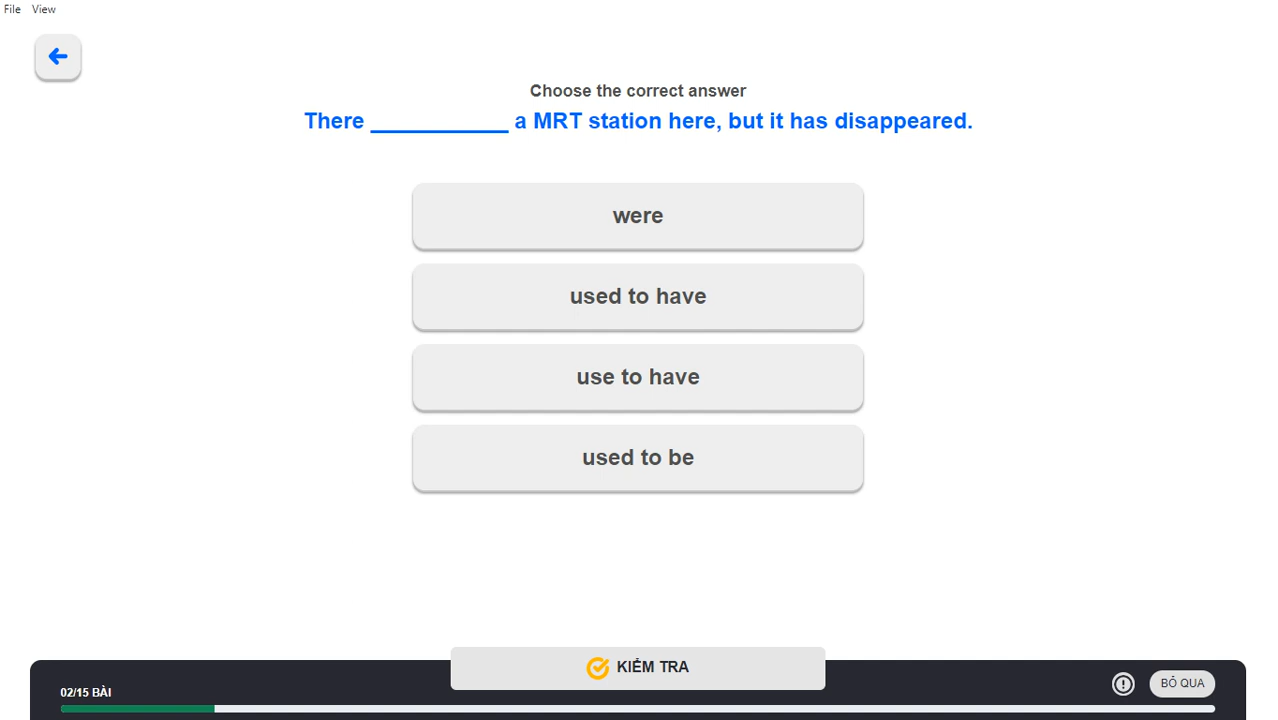 File View
Choose the correct answer
There ___________ a MRT station here, but it has disappeared.
were
used to have
use to have
used to be
KIỂM TRA
02/15 BÀI
BỎ QUA